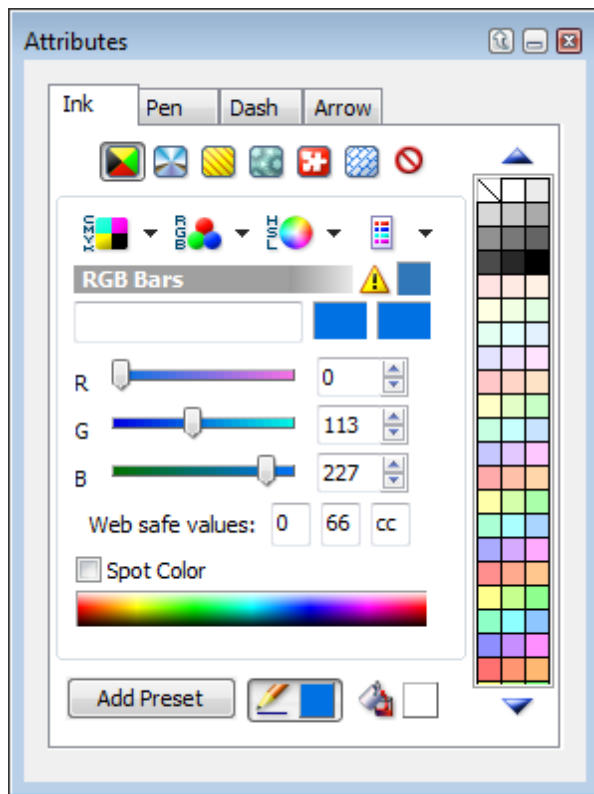 Attributes
Ink Pen Dash Arrow
CMYK RGB HSL
RGB Bars
R 0
G 113
B 227
Web safe values: 0 66 cc
Spot Color
Add Preset